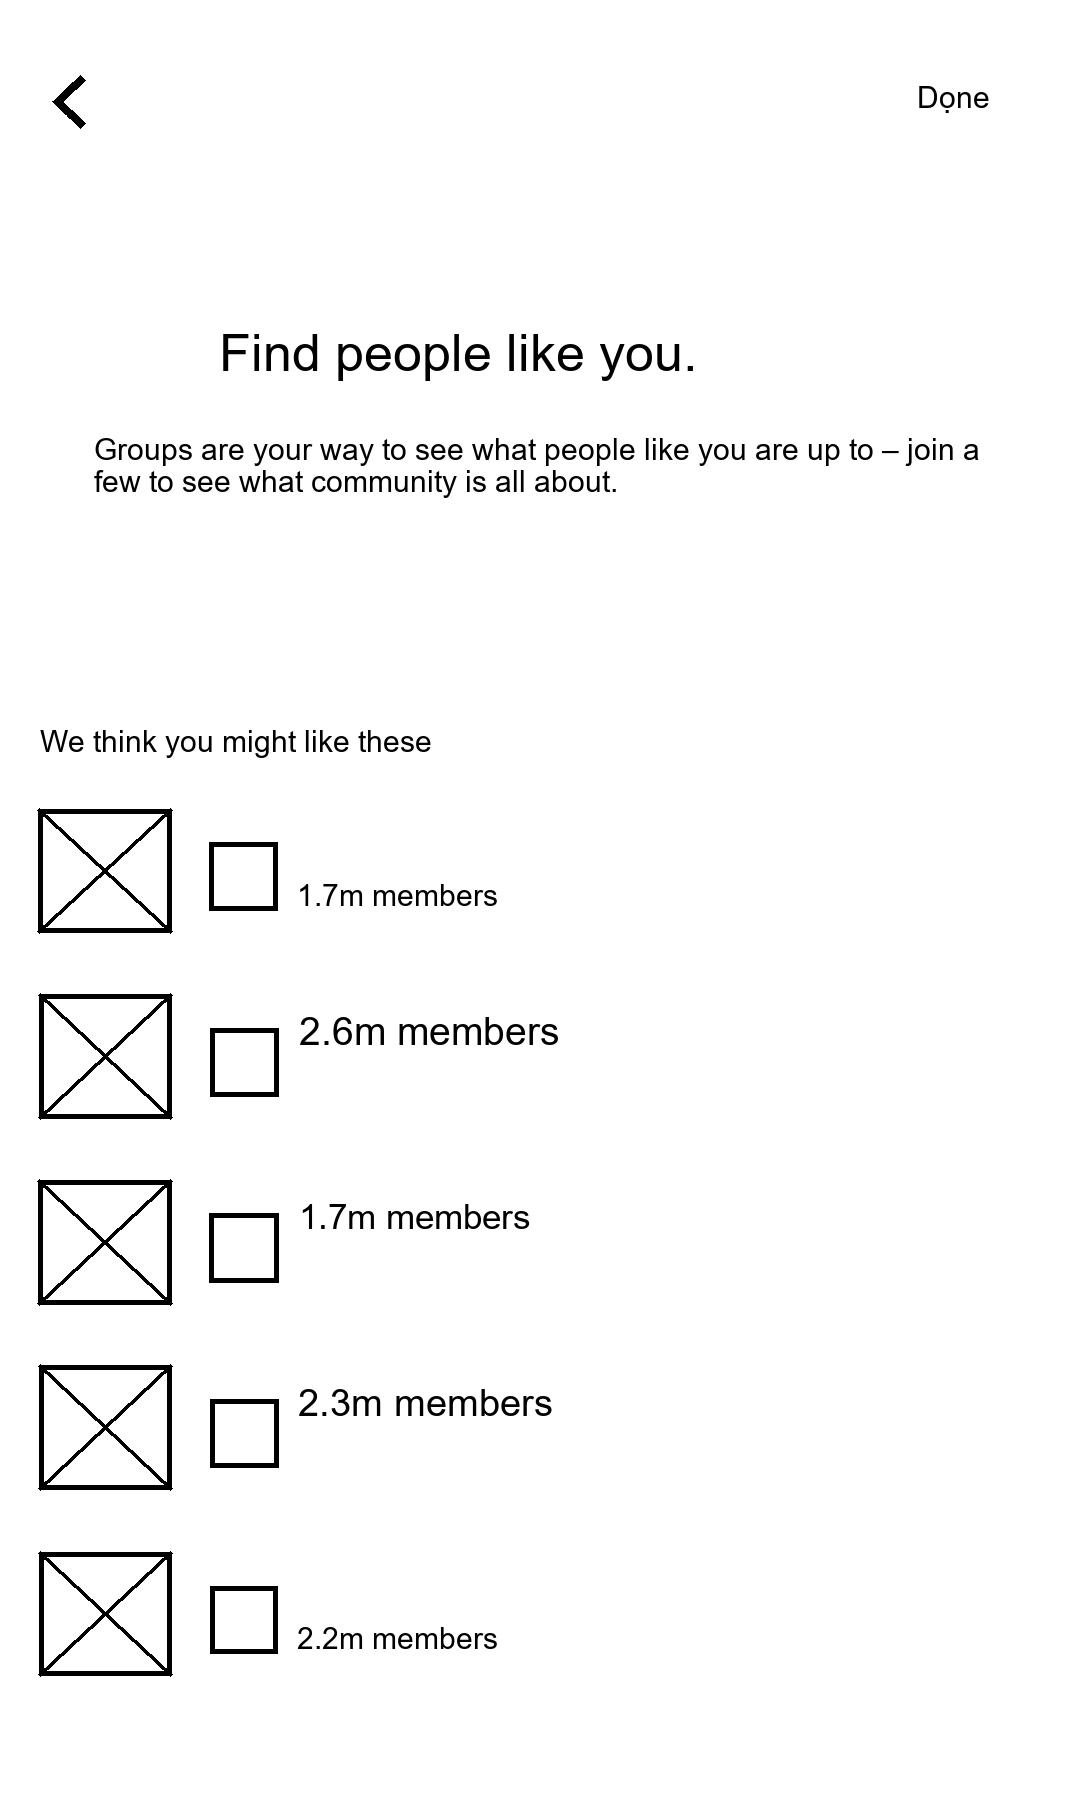 Dọne
Find people like you.
Groups are your way to see what people like you are up to – join a
few to see what community is all about.
We think you might like these
1.7m members
2.6m members
1.7m members
2.3m members
2.2m members